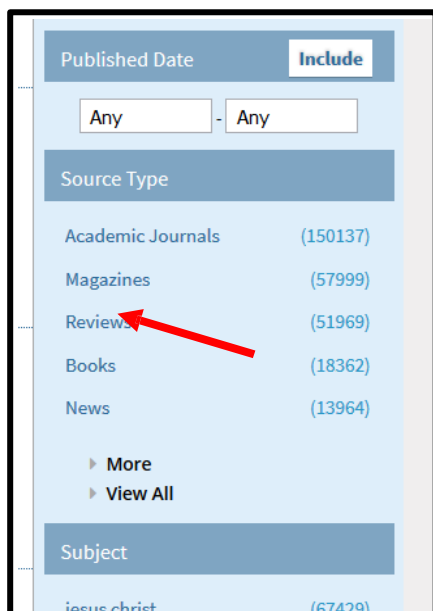 Published Date Include
Any - Any
Source Type
Academic Journals (150137)
Magazines (57999)
Reviews (51969)
Books (18362)
News (13964)
More
View All
Subject
jesus christ (67429)